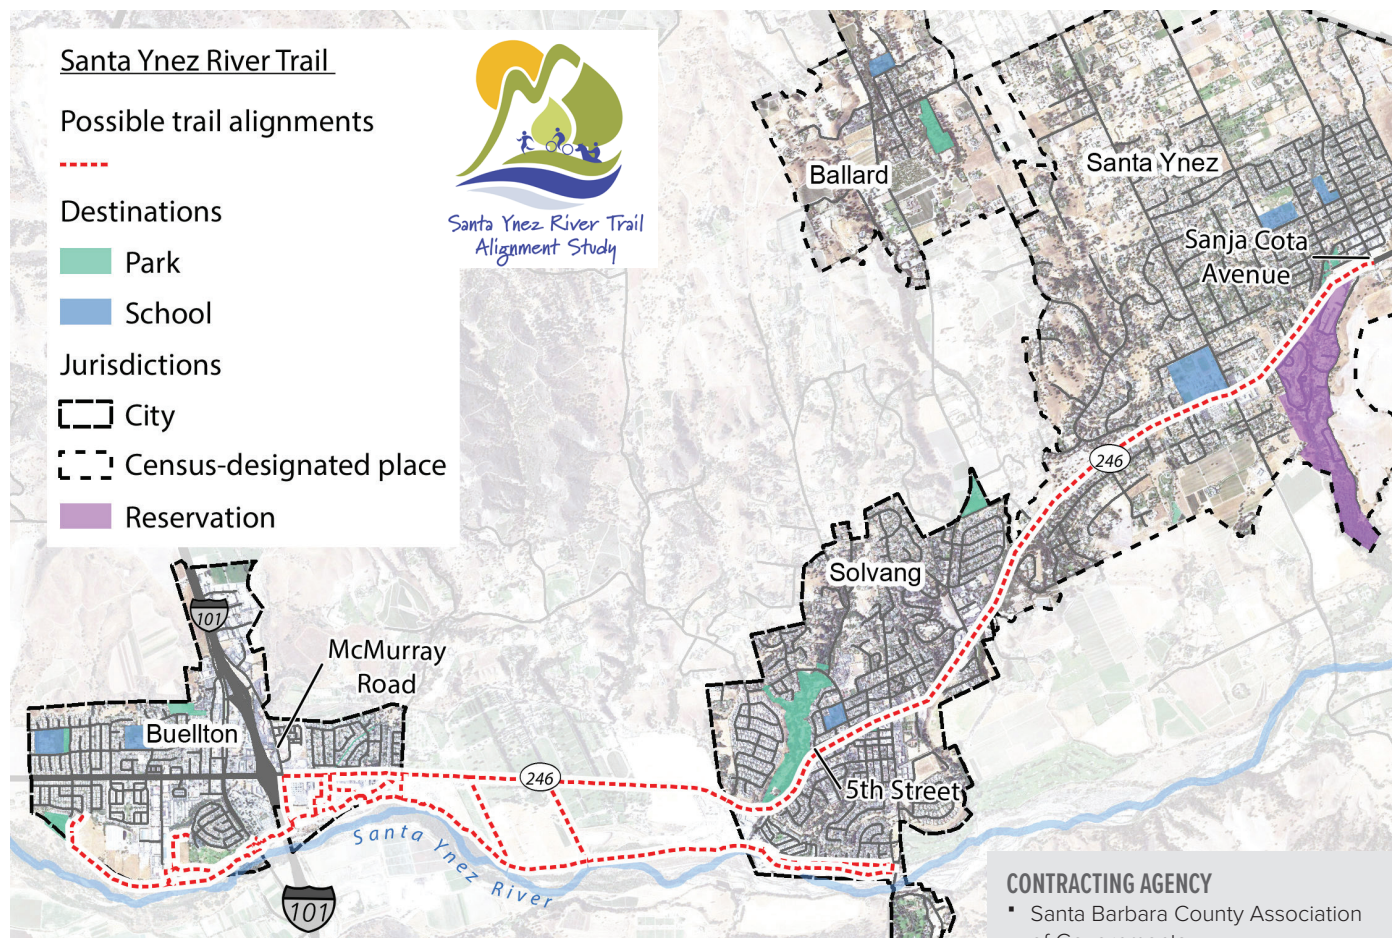 Santa Ynez River Trail
Possible trail alignments
Destinations
Park
School
Jurisdictions
City
Census-designated place
Reservation
Santa Ynez River Trail
Alignment Study
Ballard
Santa Ynez
Sanja Cota
Avenue
246
Solvang
101
McMurray
Road
Buellton
246
5th Street
Santa Ynez River
101
CONTRACTING AGENCY
▪ Santa Barbara County Association